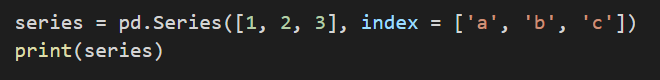 series = pd.Series([1, 2, 3], index = ['a', 'b', 'c'])
print(series)